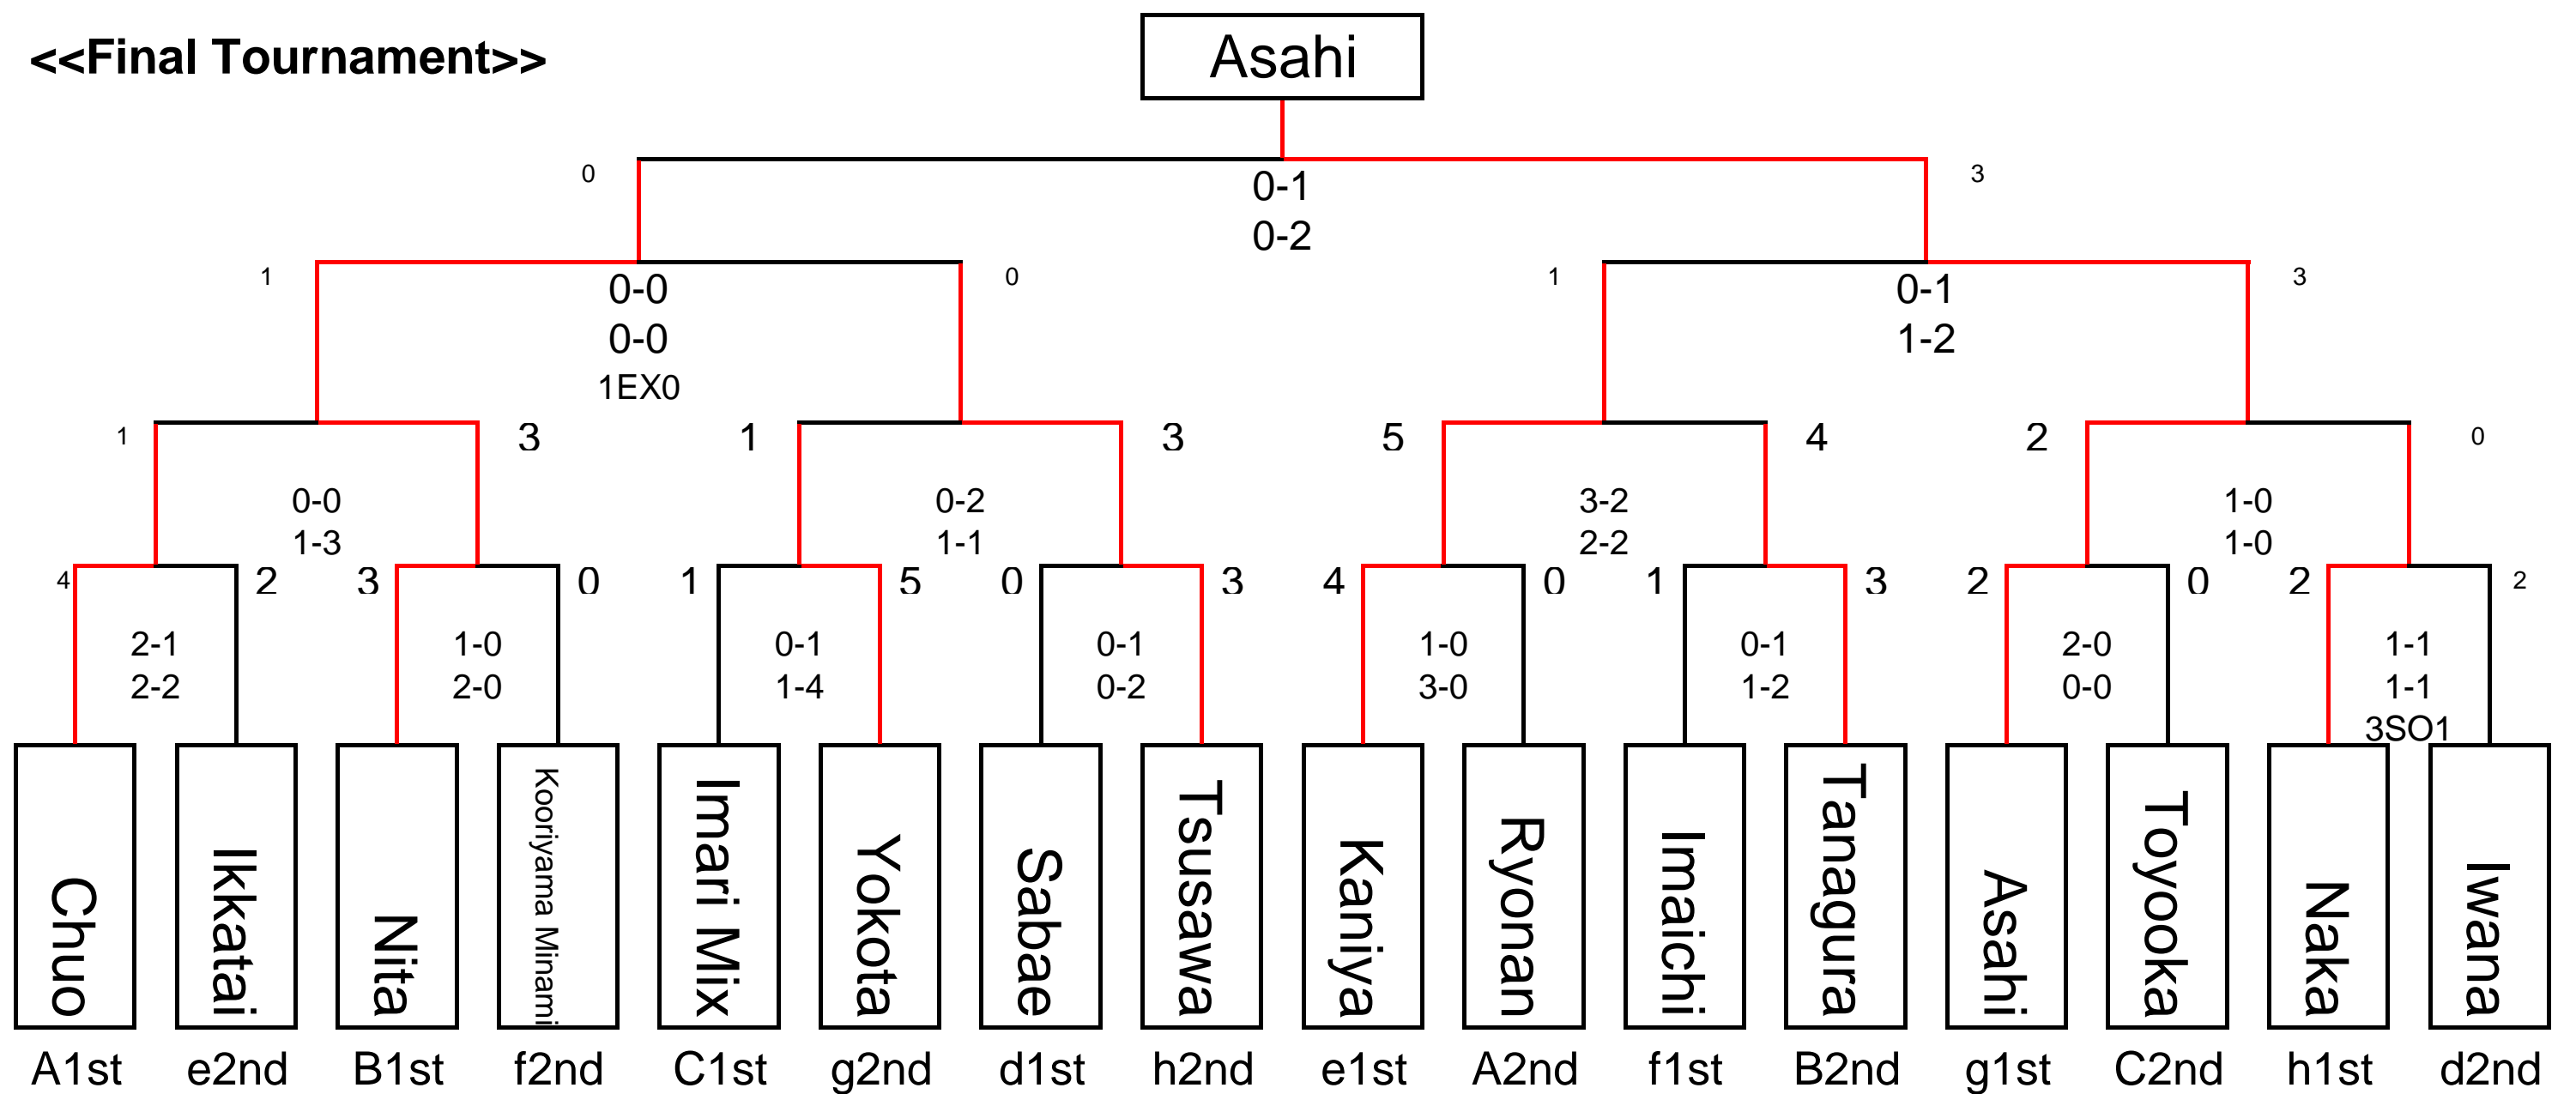 Asahi
<<Final Tournament>>
0 3
0-1
0-2
1 0 1 3
0-0 0-1
0-0 1-2
1EX0
1 3 1 3 5 4 2 0
0-0 0-2 3-2 1-0
1-3 1-1 2-2 1-0
4 2 3 0 1 5 0 3 4 0 1 3 2 0 2 2
2-1 1-0 0-1 0-1 1-0 0-1 2-0 1-1
2-2 2-0 1-4 0-2 3-0 1-2 0-0 1-1
3SO1
Chuo
Ikkatai
Nita
Kooriyama Minami
Imari Mix
Yokota
Sabae
Tsusawa
Kaniya
Ryonan
Imaichi
Tanagura
Asahi
Toyooka
Naka
Iwana
A1st e2nd B1st f2nd C1st g2nd d1st h2nd e1st A2nd f1st B2nd g1st C2nd h1st d2nd